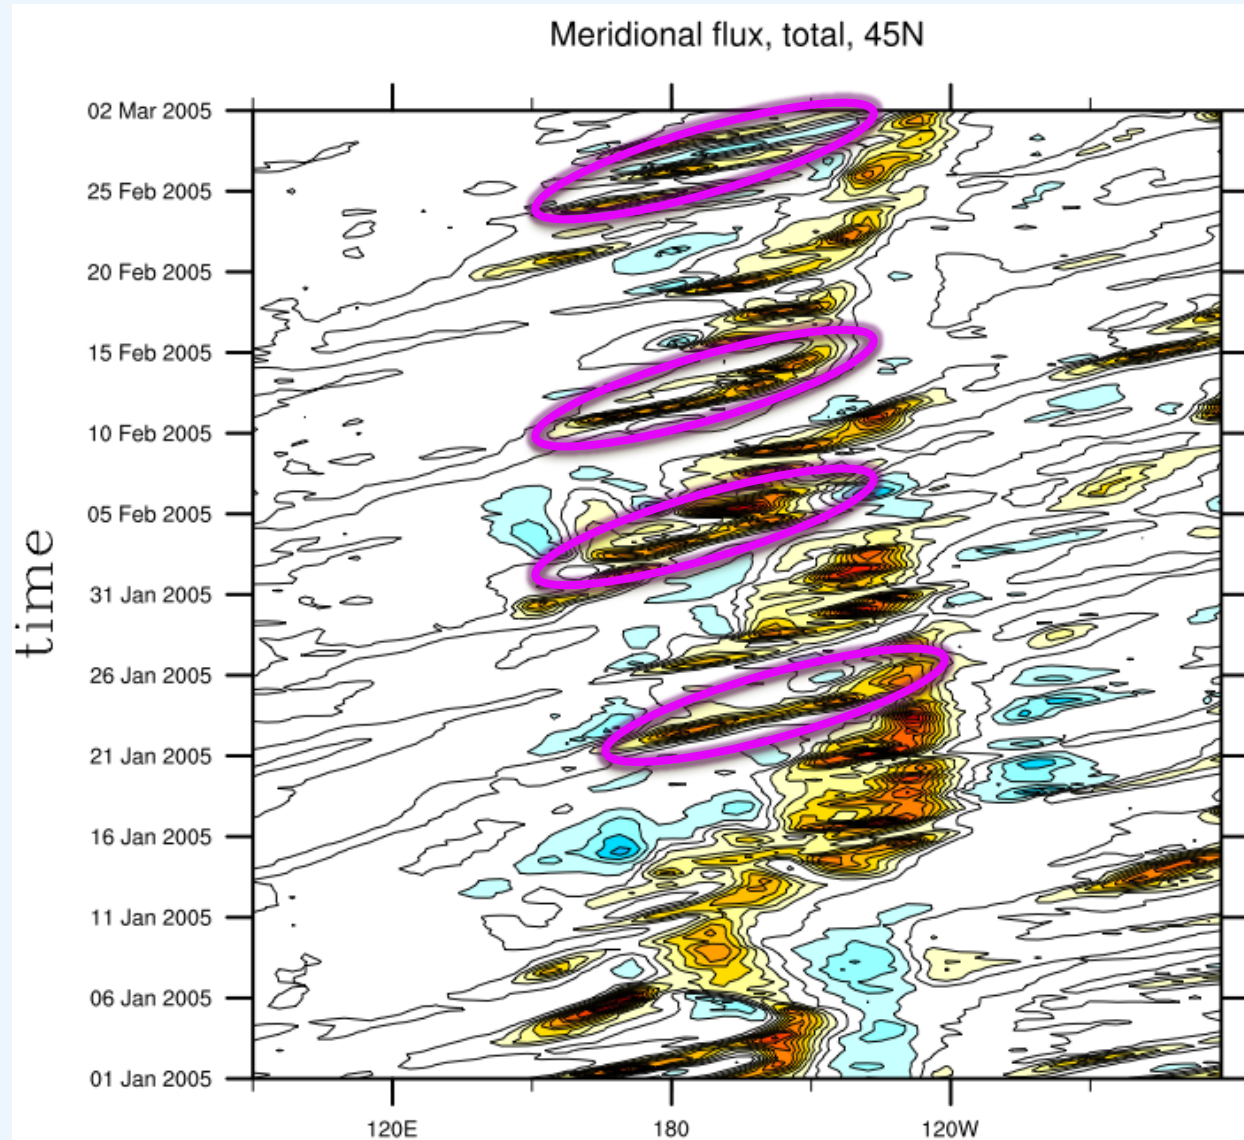 Meridional flux, total, 45N
02 Mar 2005
25 Feb 2005
20 Feb 2005
15 Feb 2005
10 Feb 2005
05 Feb 2005
31 Jan 2005
26 Jan 2005
21 Jan 2005
16 Jan 2005
11 Jan 2005
06 Jan 2005
01 Jan 2005
time
120E 180 120W